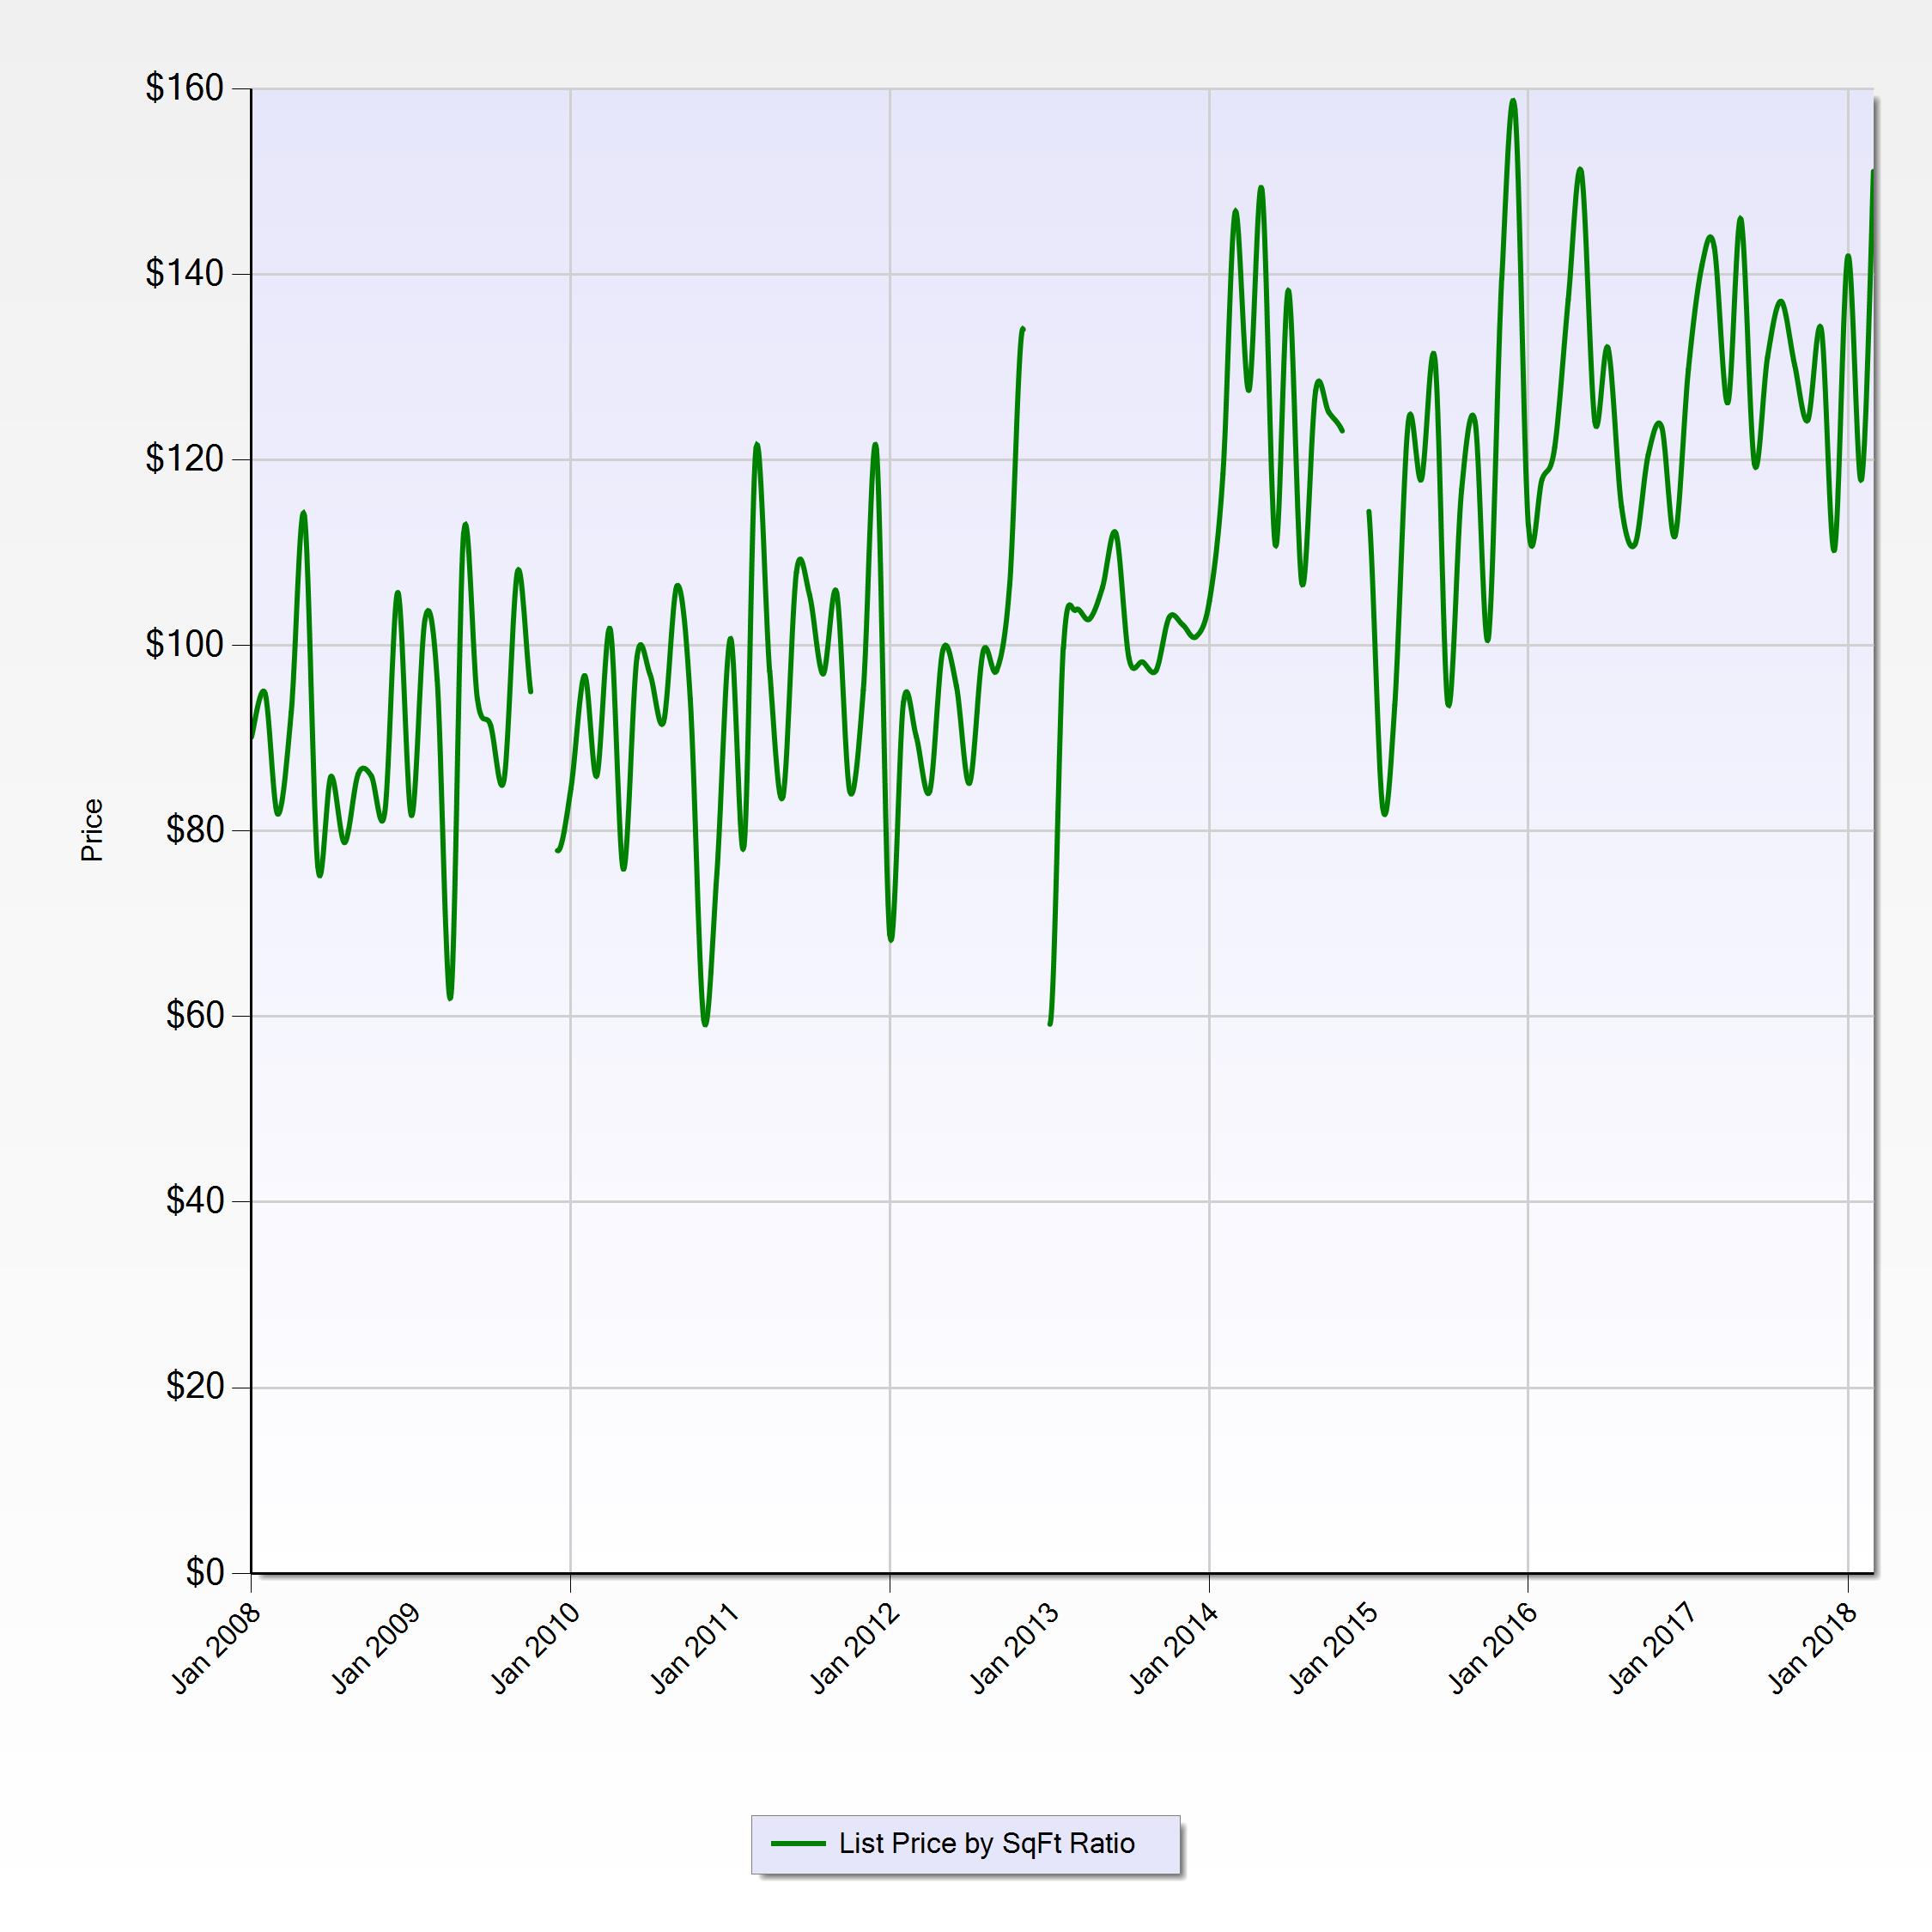 $160
$140
$120
$100
$80
$60
$40
$20
$0
Price
Jan 2008
Jan 2009
Jan 2010
Jan 2011
Jan 2012
Jan 2013
Jan 2014
Jan 2015
Jan 2016
Jan 2017
Jan 2018
List Price by SqFt Ratio